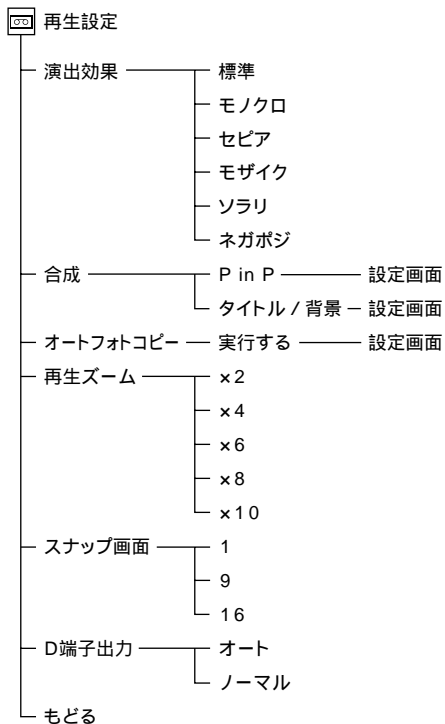 再生設定
演出効果 標準
モノクロ
セピア
モザイク
ソラリ
ネガポジ
合成 P in P 設定画面
タイトル / 背景 設定画面
オートフォトコピー 実行する 設定画面
再生ズーム ×2
×4
×6
×8
×10
スナップ画面 1
9
16
D端子出力 オート
ノーマル
もどる